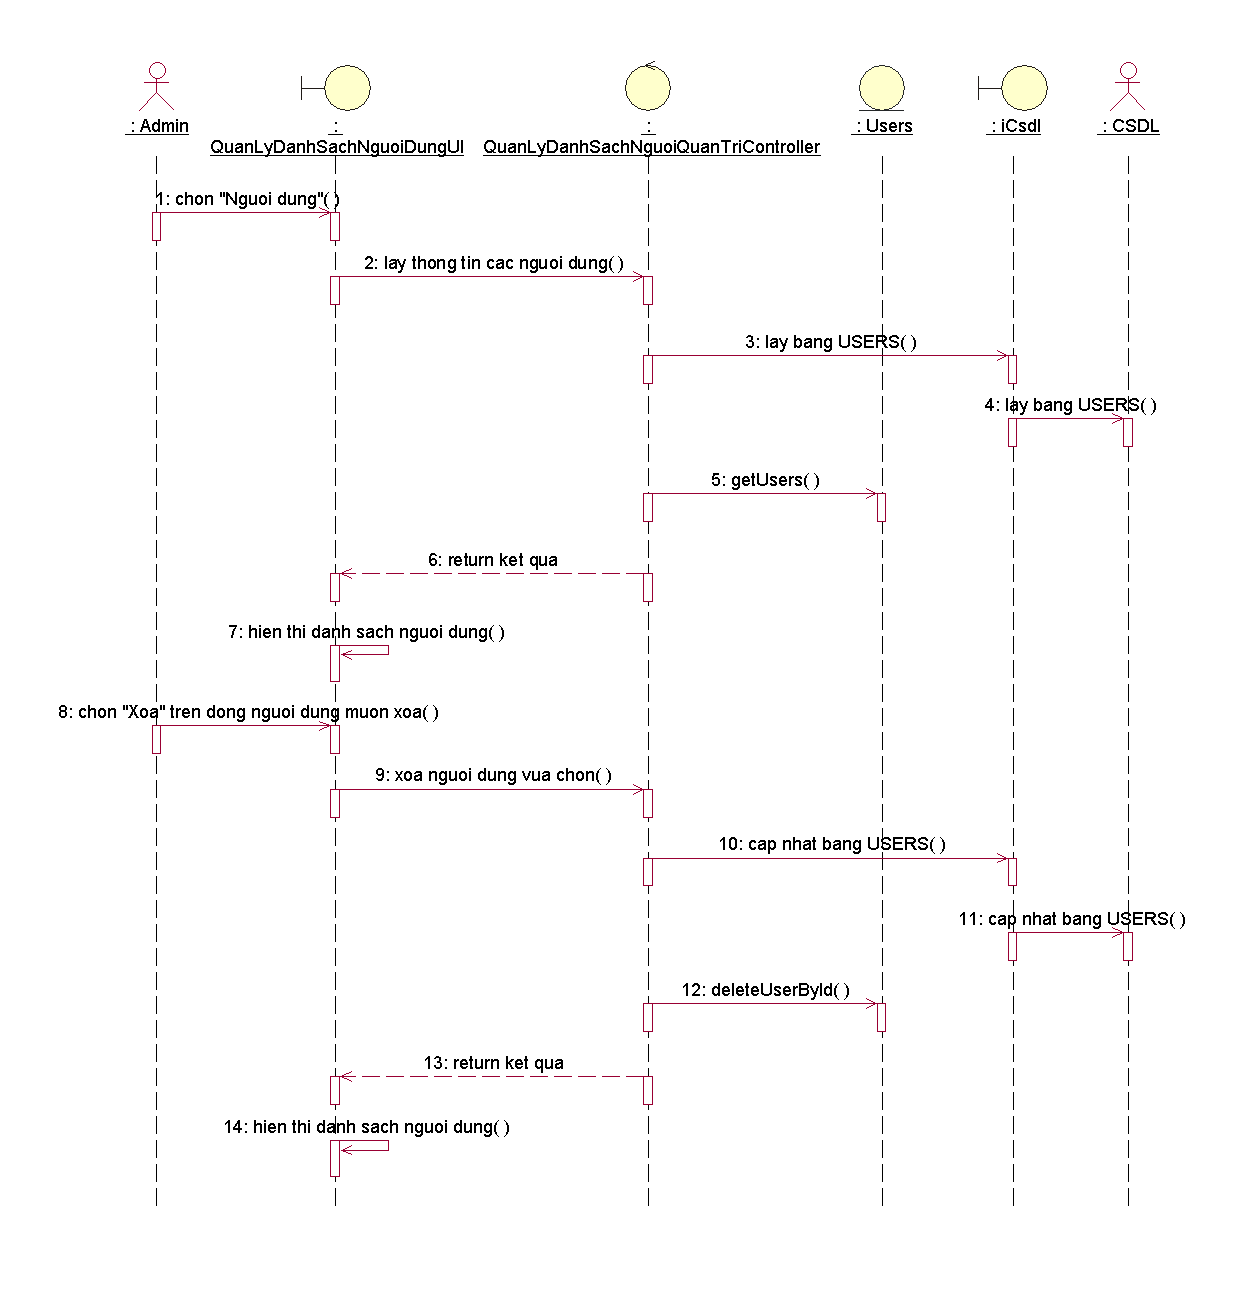 : Admin
:
QuanLyDanhSachNguoiDungUI
:
QuanLyDanhSachNguoiQuanTriController
: Users
: iCsdl
: CSDL
1: chon "Nguoi dung"( )
2: lay thong tin cac nguoi dung( )
3: lay bang USERS( )
4: lay bang USERS( )
5: getUsers( )
6: return ket qua
7: hien thi danh sach nguoi dung( )
8: chon "Xoa" tren dong nguoi dung muon xoa( )
9: xoa nguoi dung vua chon( )
10: cap nhat bang USERS( )
11: cap nhat bang USERS( )
12: deleteUserById( )
13: return ket qua
14: hien thi danh sach nguoi dung( )